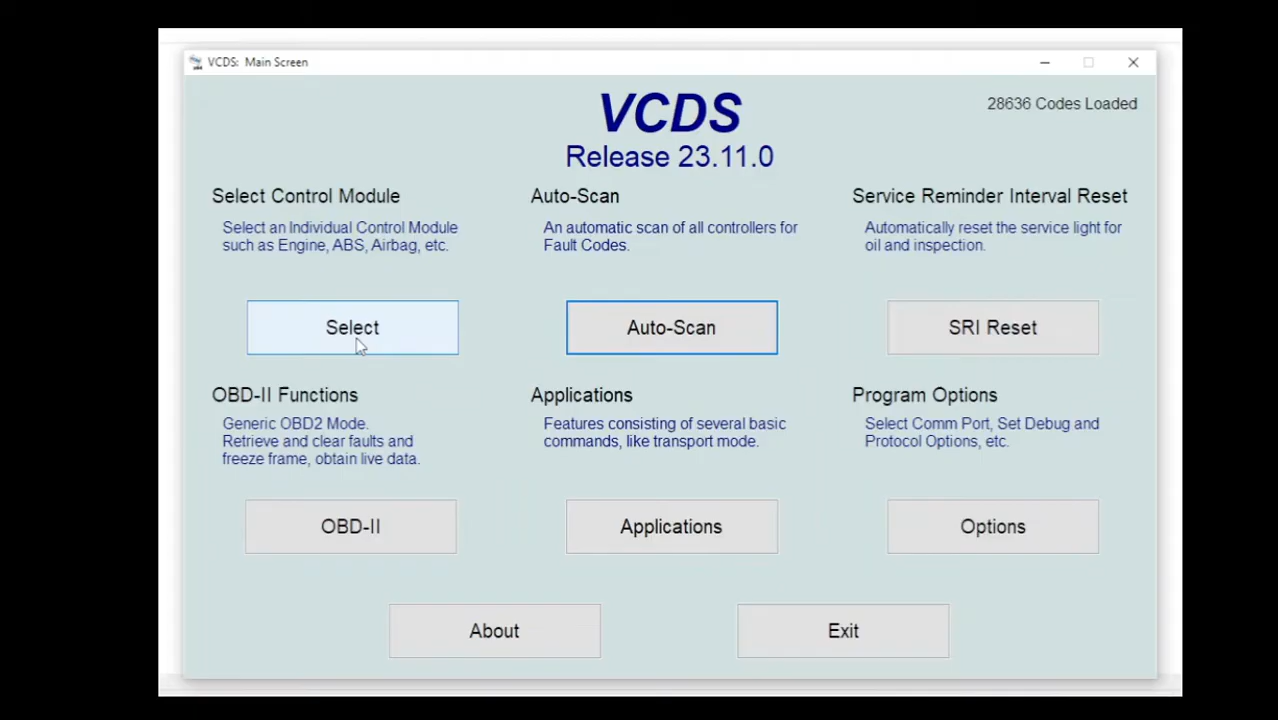 VCDS: Main Screen
VCDS
28636 Codes Loaded
Release 23.11.0
Select Control Module
Select an Individual Control Module
such as Engine, ABS, Airbag, etc.
Select
Auto-Scan
An automatic scan of all controllers for
Fault Codes.
Auto-Scan
Service Reminder Interval Reset
Automatically reset the service light for
oil and inspection.
SRI Reset
OBD-II Functions
Generic OBD2 Mode.
Retrieve and clear faults and
freeze frame, obtain live data.
OBD-II
Applications
Features consisting of several basic
commands, like transport mode.
Applications
Program Options
Select Comm Port, Set Debug and
Protocol Options, etc.
Options
About
Exit